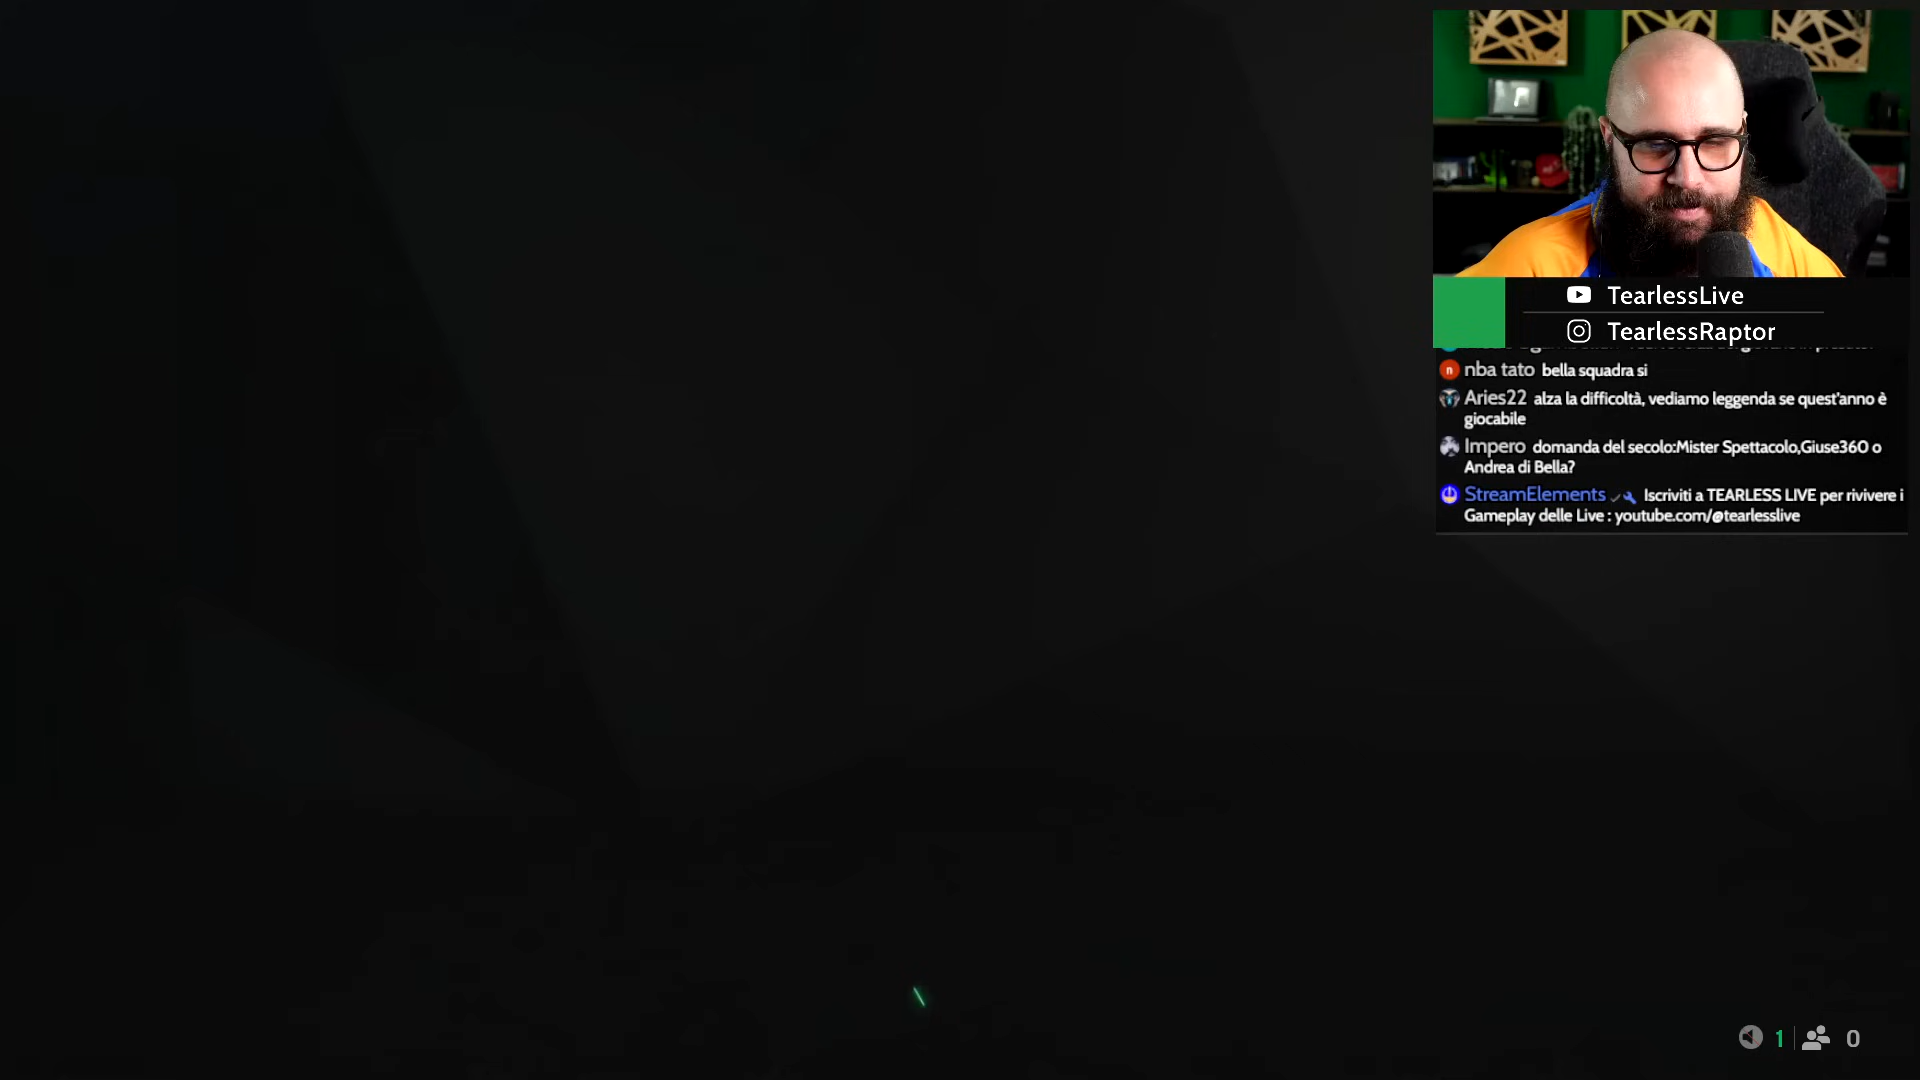 TearlessLive
TearlessRaptor
nba tato bella squadra si
Aries22 alza la difficoltà, vediamo leggenda se quest'anno è
giocabile
Impero domanda del secolo:Mister Spettacolo,Giuse360 o
Andrea di Bella?
StreamElements Iscriviti a TEARLESS LIVE per rivivere i
Gameplay delle Live : youtube.com/@tearlesslive
1 0